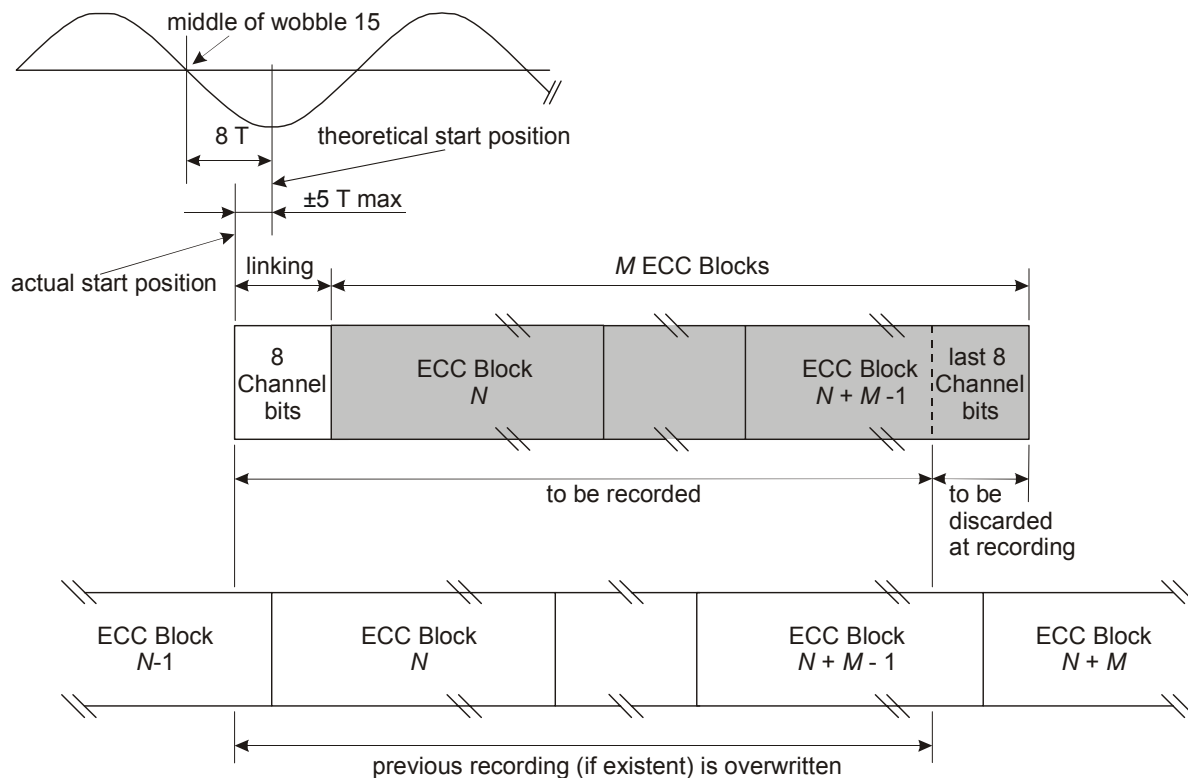 middle of wobble 15
8 T
theoretical start position
±5 T max
actual start position
linking
M ECC Blocks
8
Channel
bits
ECC Block
N
ECC Block
N + M -1
last 8
Channel
bits
to be recorded
to be
discarded
at recording
ECC Block
N-1
ECC Block
N
ECC Block
N + M - 1
ECC Block
N + M
previous recording (if existent) is overwritten